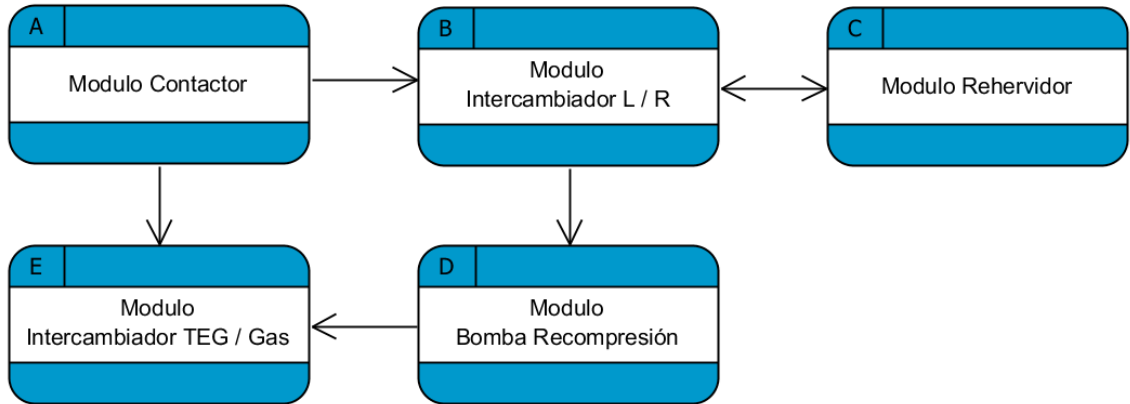 A
Modulo Contactor
B
Modulo
Intercambiador L / R
C
Modulo Rehervidor
E
Modulo
Intercambiador TEG / Gas
D
Modulo
Bomba Recompresión